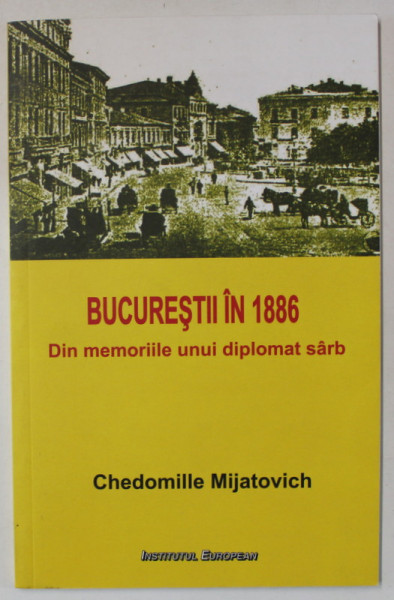 BUCUREŞTII ÎN 1886
Din memoriile unui diplomat sârb
Chedomille Mijatovich
INSTITUTUL EUROPEAN